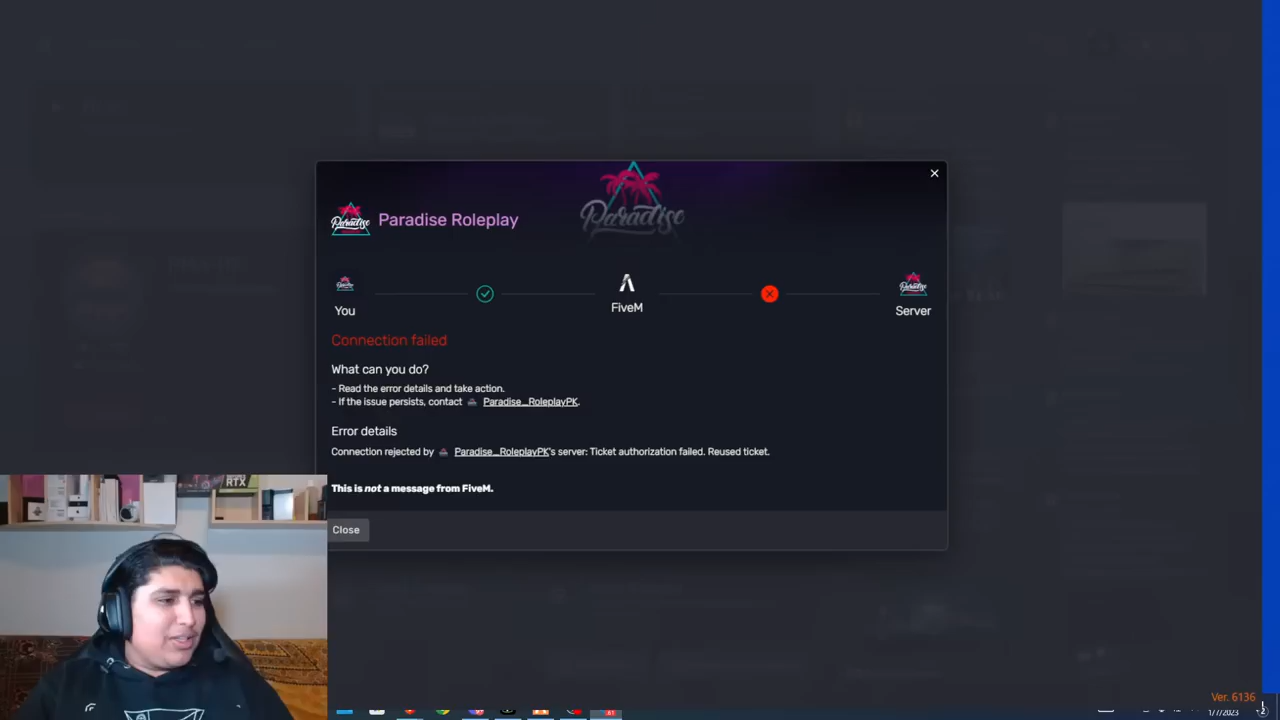 Paradise
Paradise
Paradise Roleplay
You
FiveM
Server
Connection failed
What can you do?
- Read the error details and take action.
- If the issue persists, contact Paradise_RoleplayPK.
Error details
Connection rejected by Paradise_RoleplayPK's server: Ticket authorization failed. Reused ticket.
This is not a message from FiveM.
Close
RTX
Ver. 6136
1/7/2023